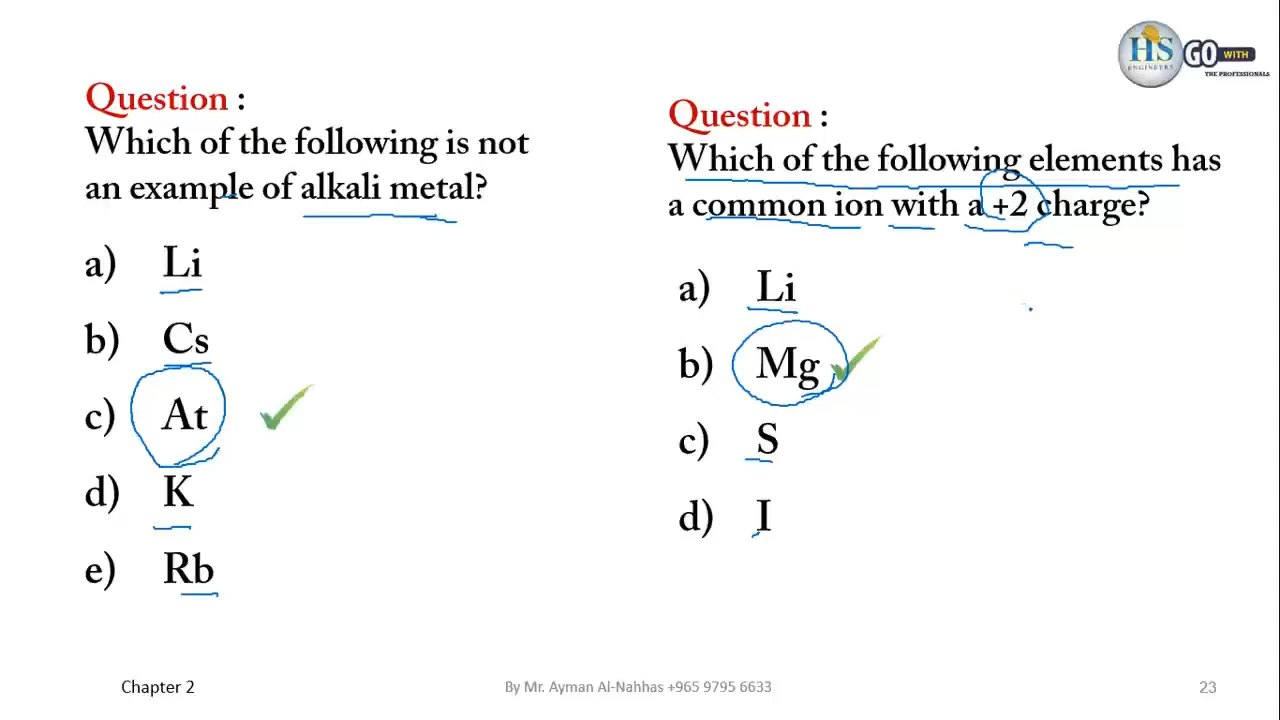 HS
ENGINEERS
GO WITH
THE PROFESSIONALS
Question :
Which of the following is not
an example of alkali metal?
a) Li
b) Cs
c) At
d) K
e) Rb
Question :
Which of the following elements has
a common ion with a +2 charge?
a) Li
b) Mg
c) S
d) I
Chapter 2
By Mr. Ayman Al-Nahhas +965 9795 6633
23